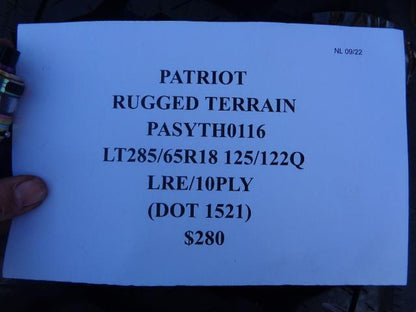 NL 09/22
PATRIOT
RUGGED TERRAIN
PASYTH0116
LT285/65R18 125/122Q
LRE/10PLY
(DOT 1521)
$280